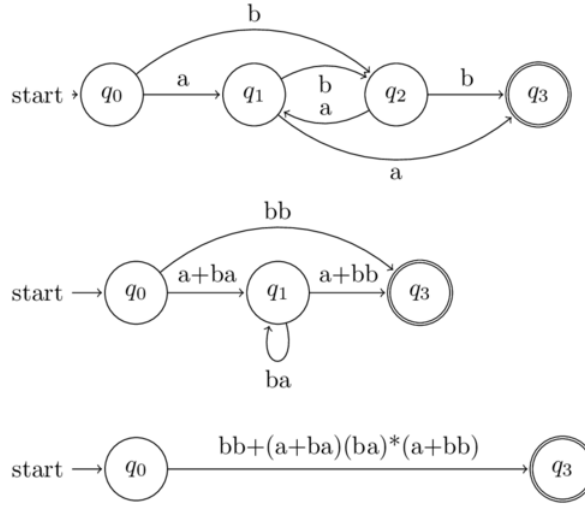 b
start q0 a q1 b q2 b q3
a
a
bb
start q0 a+ba q1 a+bb q3
ba
start q0 bb+(a+ba)(ba)*(a+bb) q3